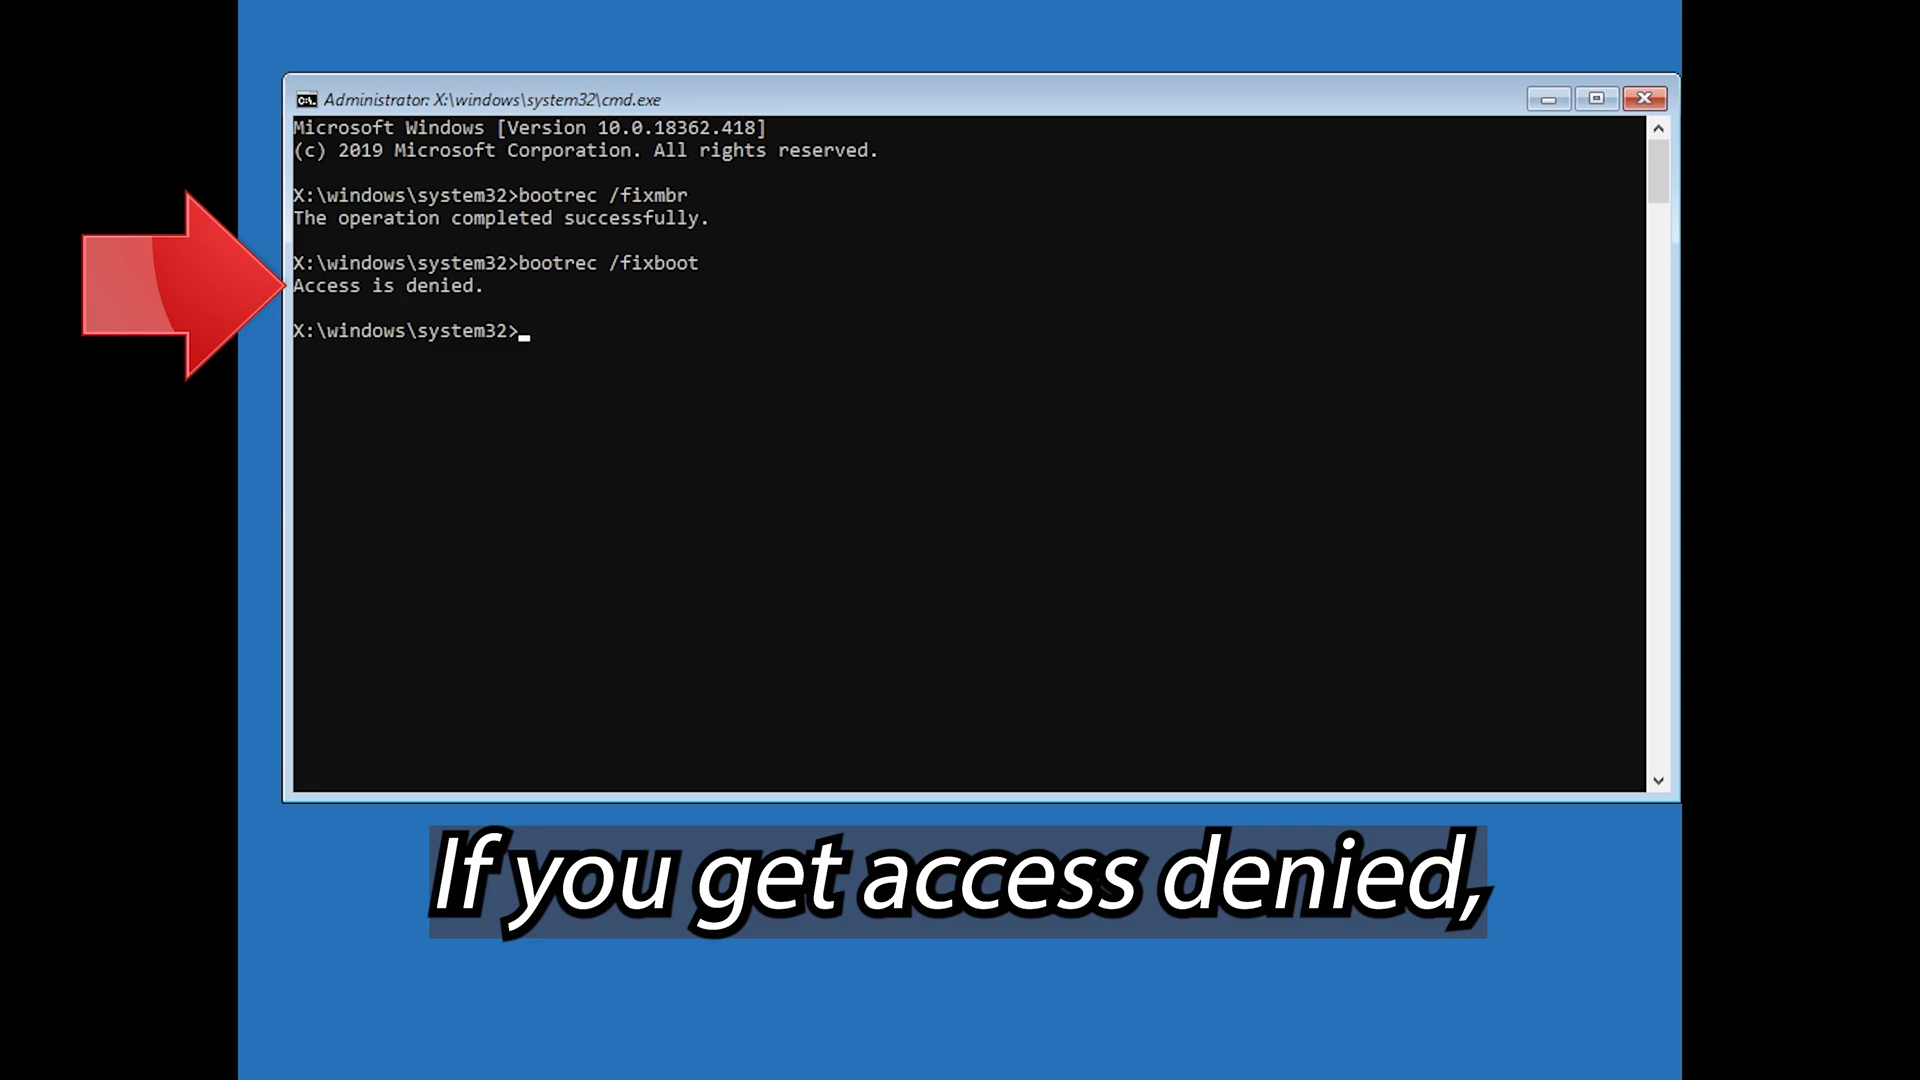 Administrator: X:\windows\system32\cmd.exe
Microsoft Windows [Version 10.0.18362.418]
(c) 2019 Microsoft Corporation. All rights reserved.
X:\windows\system32>bootrec /fixmbr
The operation completed successfully.
X:\windows\system32>bootrec /fixboot
Access is denied.
X:\windows\system32>_
If you get access denied,